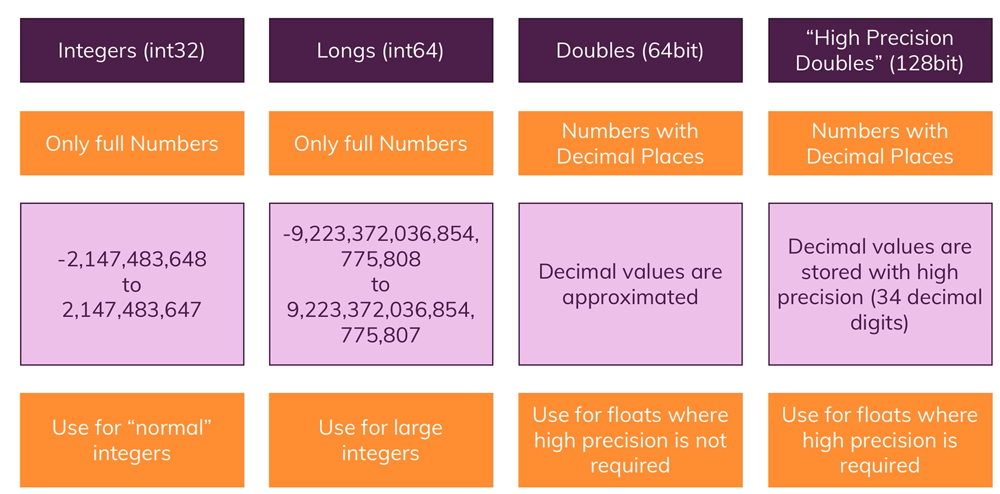 Integers (int32)
Longs (int64)
Doubles (64bit)
“High Precision
Doubles” (128bit)
Only full Numbers
Only full Numbers
Numbers with
Decimal Places
Numbers with
Decimal Places
-2,147,483,648
to
2,147,483,647
-9,223,372,036,854,
775,808
to
9,223,372,036,854,
775,807
Decimal values are
approximated
Decimal values are
stored with high
precision (34 decimal
digits)
Use for “normal”
integers
Use for large
integers
Use for floats where
high precision is not
required
Use for floats where
high precision is
required